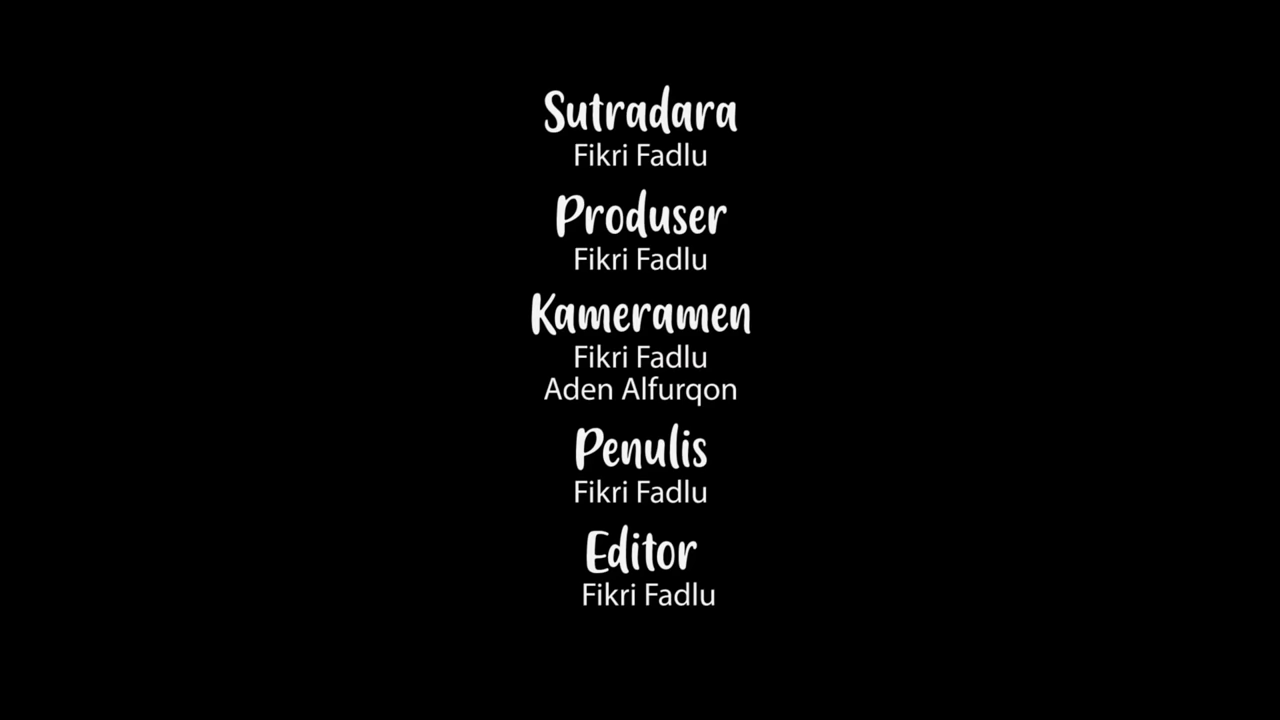 Sutradara
Fikri Fadlu
Produser
Fikri Fadlu
Kameramen
Fikri Fadlu
Aden Alfurqon
Penulis
Fikri Fadlu
Editor
Fikri Fadlu